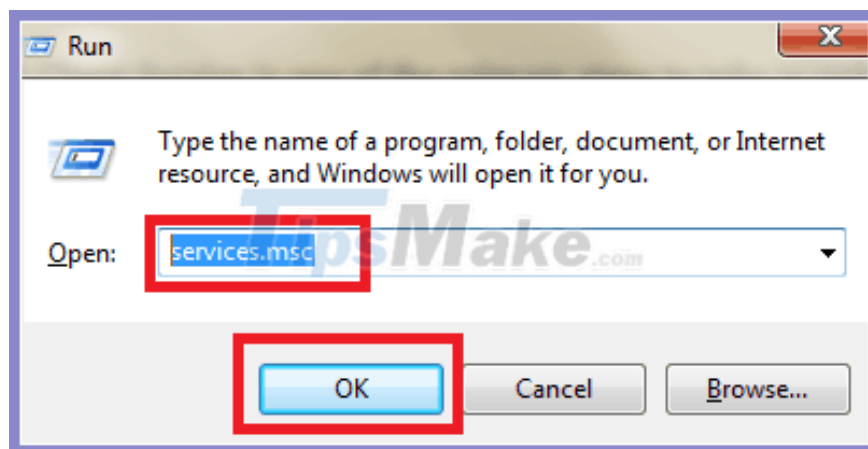 Run
Type the name of a program, folder, document, or Internet
resource, and Windows will open it for you.
TipsMake.com
Open: services.msc
OK Cancel Browse...